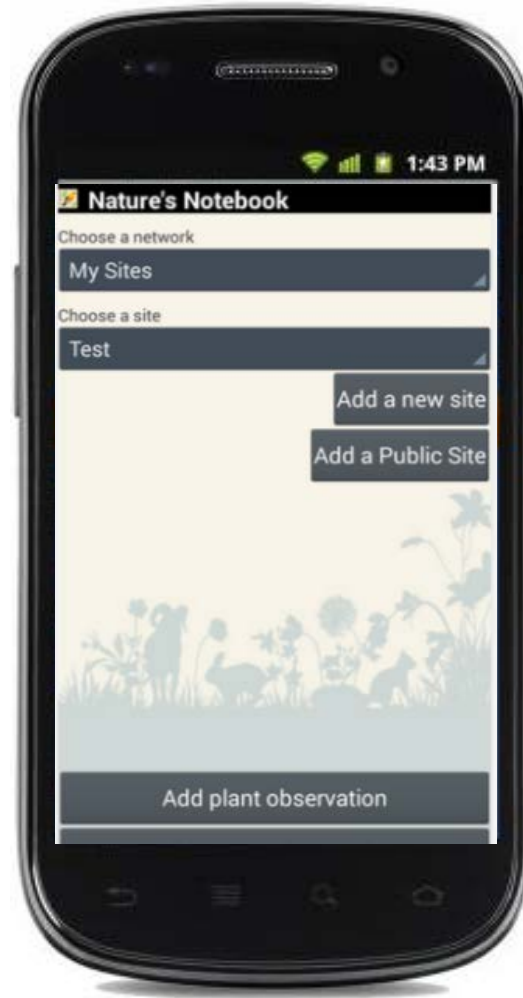 1:43 PM
Nature's Notebook
Choose a network
My Sites
Choose a site
Test
Add a new site
Add a Public Site
Add plant observation